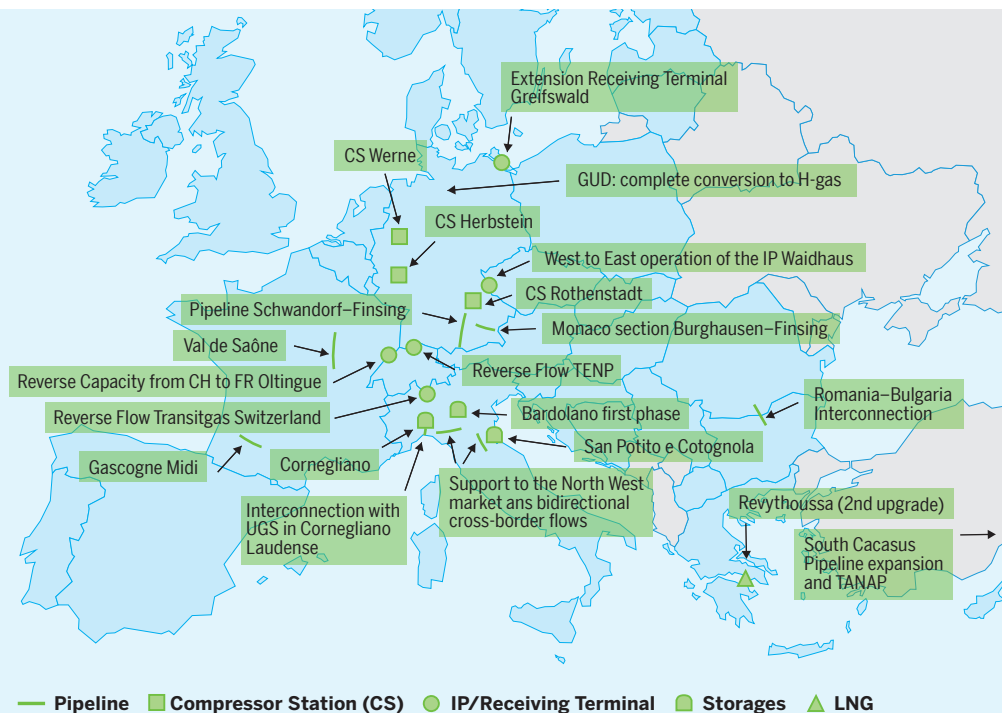 Extension Receiving Terminal
Greifswald
CS Werne
GUD: complete conversion to H-gas
CS Herbstein
West to East operation of the IP Waidhaus
CS Rothenstadt
Pipeline Schwandorf–Finsing
Monaco section Burghausen–Finsing
Val de Saône
Reverse Flow TENP
Reverse Capacity from CH to FR Oltingue
Romania–Bulgaria
Interconnection
Reverse Flow Transitgas Switzerland
Bardolano first phase
San Potito e Cotognola
Gascogne Midi
Cornegliano
Support to the North West
market ans bidirectional
cross-border flows
Interconnection with
UGS in Cornegliano
Laudense
Revythoussa (2nd upgrade)
South Cacasus
Pipeline expansion
and TANAP
Pipeline
Compressor Station (CS)
IP/Receiving Terminal
Storages
LNG